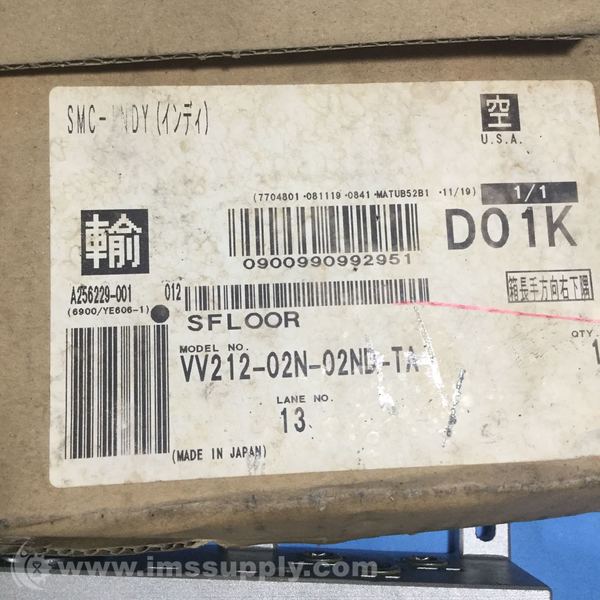 SMC-INDY(インディ)
空
U.S.A.
(7704801 -081119 -0841 -MATUB52B1 -11/19) 1/1
輸
0900990992951
D01K
A256229-001 012
(6900/YE606-1)
箱長手方向右下隅
SFLOOR
MODEL NO.
QTY.
VV212-02N-02ND-TA
1
LANE NO.
13
(MADE IN JAPAN)
© www.imssupply.com